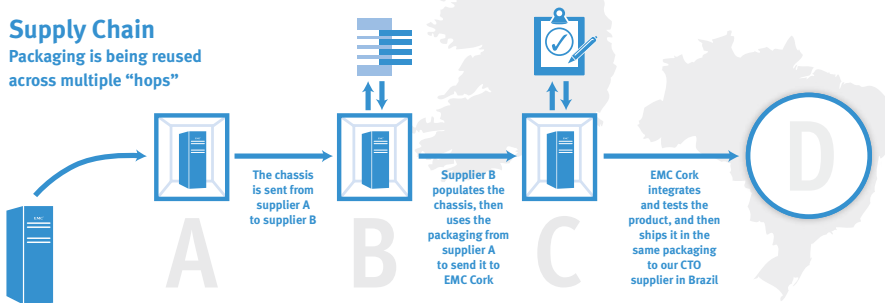 Supply Chain
Packaging is being reused
across multiple “hops”
The chassis
is sent from
supplier A
to supplier B
Supplier B
populates the
chassis, then
uses the
packaging from
supplier A
to send it to
EMC Cork
EMC Cork
integrates
and tests the
product, and then
ships it in the
same packaging
to our CTO
supplier in Brazil
EMC
A
B
C
D